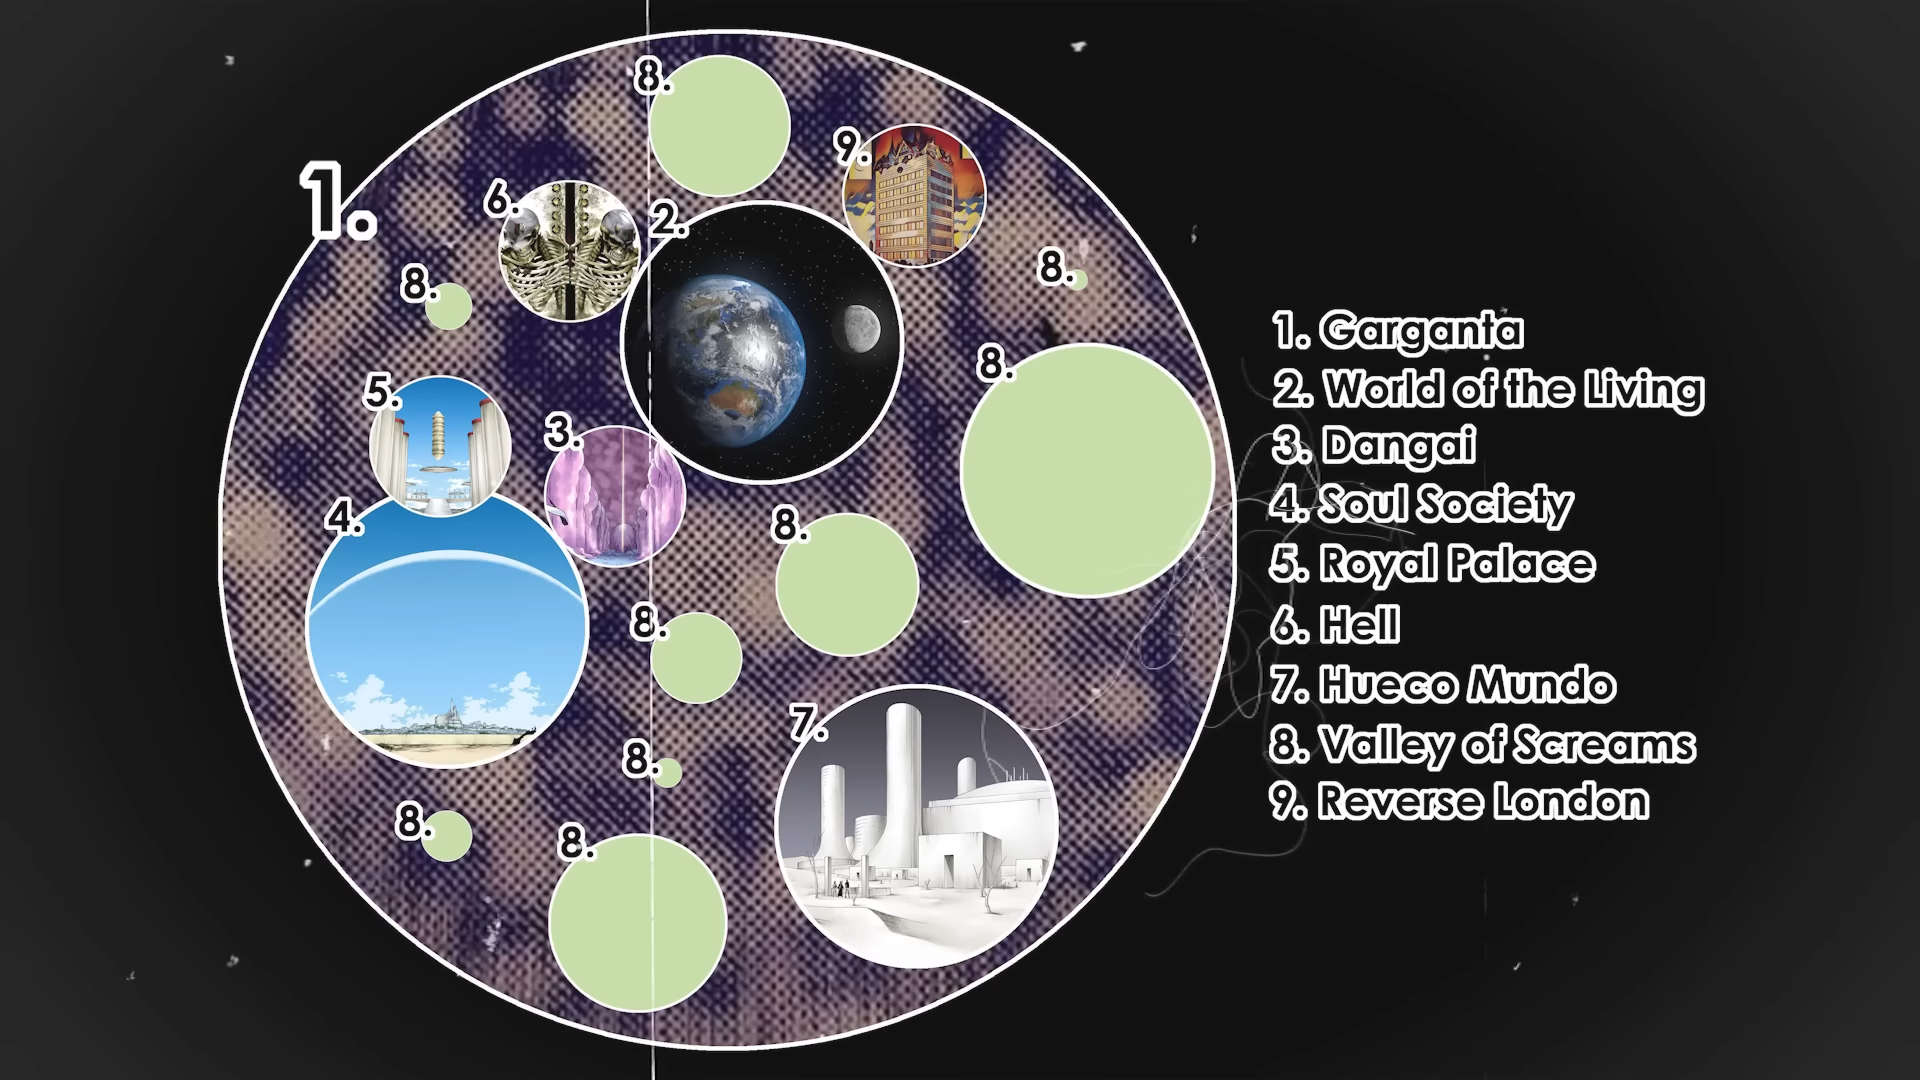 8.
9.
1.
6.
2.
8.
8.
8.
5.
3.
4.
8.
8.
7.
8.
8.
8.
1. Garganta
2. World of the Living
3. Dangai
4. Soul Society
5. Royal Palace
6. Hell
7. Hueco Mundo
8. Valley of Screams
9. Reverse London